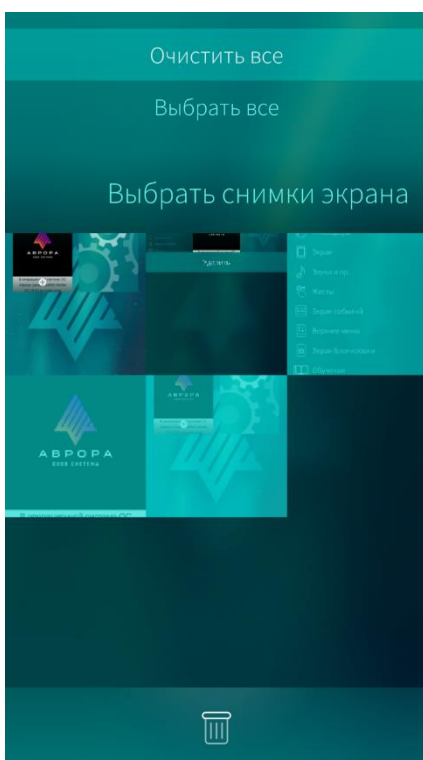 Очистить все
Выбрать все
Выбрать снимки экрана
АВРОРА
Удалить
Экран
Звуки и пр.
Жесты
Экран событий
Верхнее меню
Экран блокировки
Обучение
АВРОРА
АВРОРА